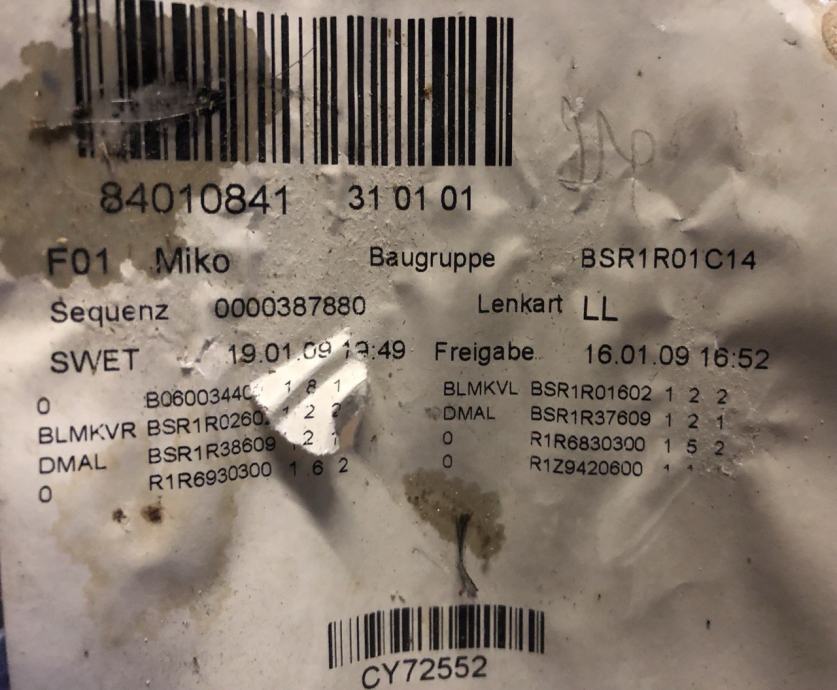 84010841 31 01 01
F01 Miko Baugruppe BSR1R01C14
Sequenz 0000387880 Lenkart LL
SWET 19.01.09 Freigabe 16.01.09 16:52
0 1 8 1 BLMKVL BSR1R01602 1 2 2
BLMKVR 1 2 2 DMAL BSR1R37609 1 2 1
DMAL BSR1R38609 2 1 0 R1R6830300 1 5 2
0 R1R6930300 1 6 2 0 R1Z9420600
CY72552